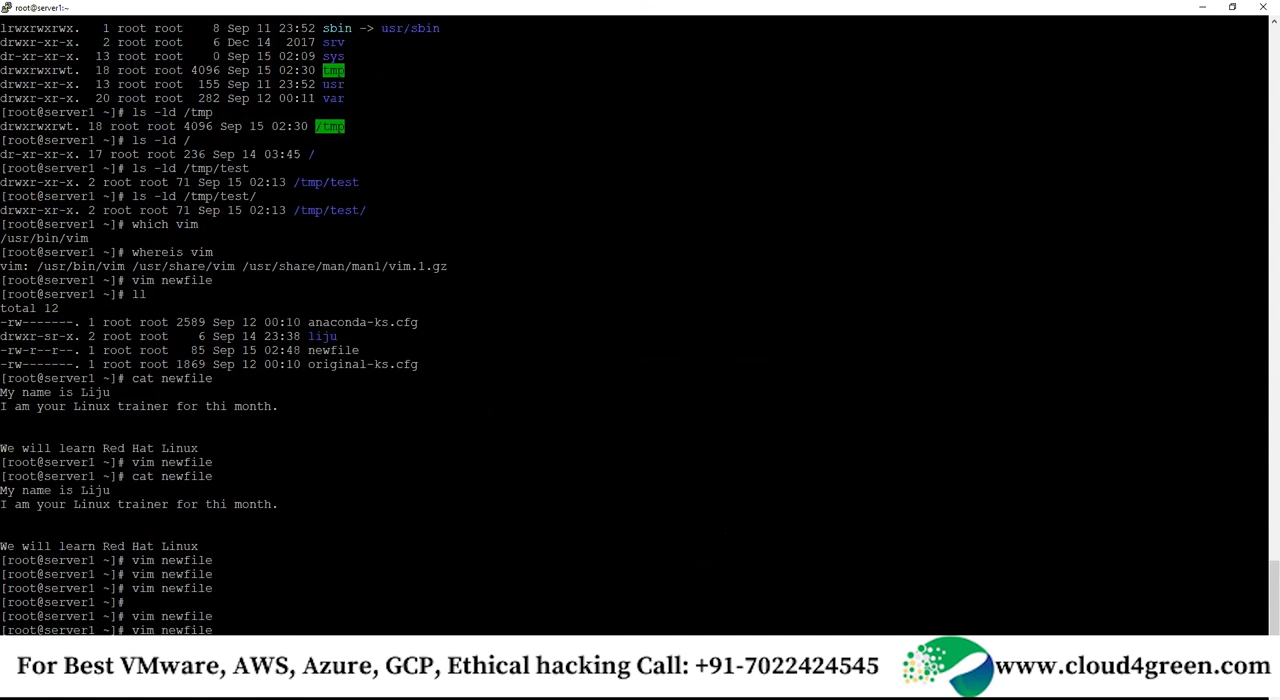 root@server1:~
lrwxrwxrwx.   1 root root    8 Sep 11 23:52 sbin -> usr/sbin
drwxr-xr-x.   2 root root    6 Dec 14  2017 srv
dr-xr-xr-x.  13 root root    0 Sep 15 02:09 sys
drwxrwxrwt.  18 root root 4096 Sep 15 02:30 tmp
drwxr-xr-x.  13 root root  155 Sep 11 23:52 usr
drwxr-xr-x.  20 root root  282 Sep 12 00:11 var
[root@server1 ~]# ls -ld /tmp
drwxrwxrwt. 18 root root 4096 Sep 15 02:30 /tmp
[root@server1 ~]# ls -ld /
dr-xr-xr-x. 17 root root 236 Sep 14 03:45 /
[root@server1 ~]# ls -ld /tmp/test
drwxr-xr-x. 2 root root 71 Sep 15 02:13 /tmp/test
[root@server1 ~]# ls -ld /tmp/test/
drwxr-xr-x. 2 root root 71 Sep 15 02:13 /tmp/test/
[root@server1 ~]# which vim
/usr/bin/vim
[root@server1 ~]# whereis vim
vim: /usr/bin/vim /usr/share/vim /usr/share/man/man1/vim.1.gz
[root@server1 ~]# vim newfile
[root@server1 ~]# ll
total 12
-rw-------. 1 root root 2589 Sep 12 00:10 anaconda-ks.cfg
drwxr-sr-x. 2 root root    6 Sep 14 23:38 liju
-rw-r--r--. 1 root root   85 Sep 15 02:48 newfile
-rw-------. 1 root root 1869 Sep 12 00:10 original-ks.cfg
[root@server1 ~]# cat newfile
My name is Liju
I am your Linux trainer for thi month.
We will learn Red Hat Linux
[root@server1 ~]# vim newfile
[root@server1 ~]# cat newfile
My name is Liju
I am your Linux trainer for thi month.
We will learn Red Hat Linux
[root@server1 ~]# vim newfile
[root@server1 ~]# vim newfile
[root@server1 ~]# vim newfile
[root@server1 ~]#
[root@server1 ~]# vim newfile
[root@server1 ~]# vim newfile
For Best VMware, AWS, Azure, GCP, Ethical hacking Call: +91-7022424545 www.cloud4green.com